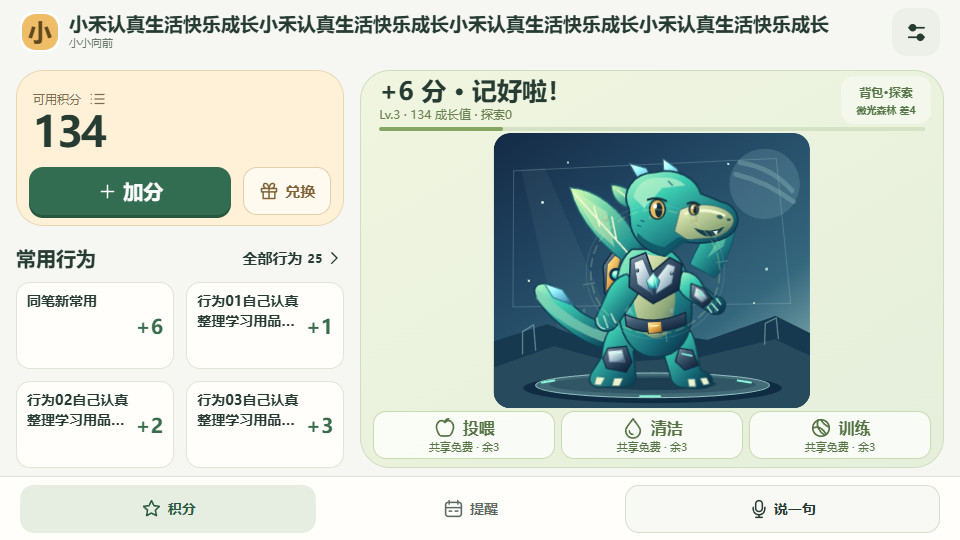 小
小禾认真生活快乐成长小禾认真生活快乐成长小禾认真生活快乐成长小禾认真生活快乐成长
小小向前
可用积分
134
+ 加分
兑换
常用行为
全部行为 25
同笔新常用
+6
行为01自己认真
整理学习用品...
+1
行为02自己认真
整理学习用品...
+2
行为03自己认真
整理学习用品...
+3
+6 分·记好啦!
Lv.3 · 134 成长值 · 探索0
背包·探索
微光森林 差4
投喂
共享免费 · 余3
清洁
共享免费 · 余3
训练
共享免费 · 余3
积分
提醒
说一句